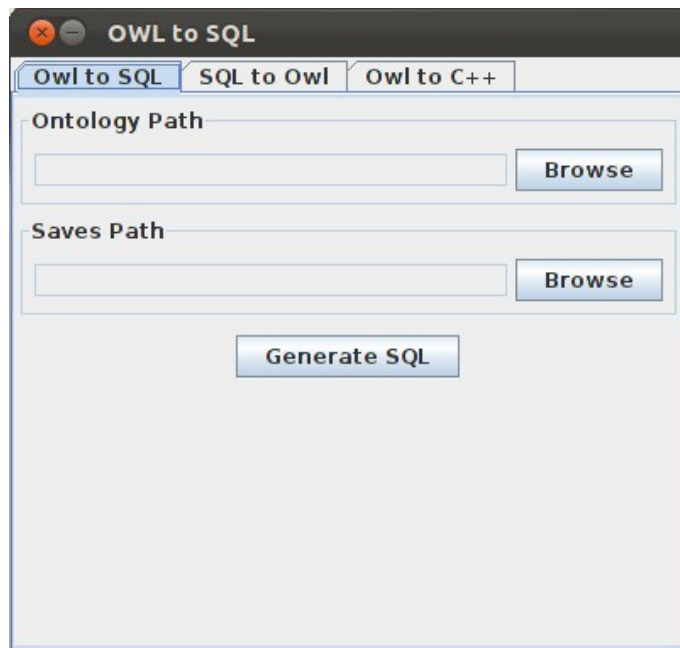 OWL to SQL
Owl to SQL SQL to Owl Owl to C++
Ontology Path
Browse
Saves Path
Browse
Generate SQL